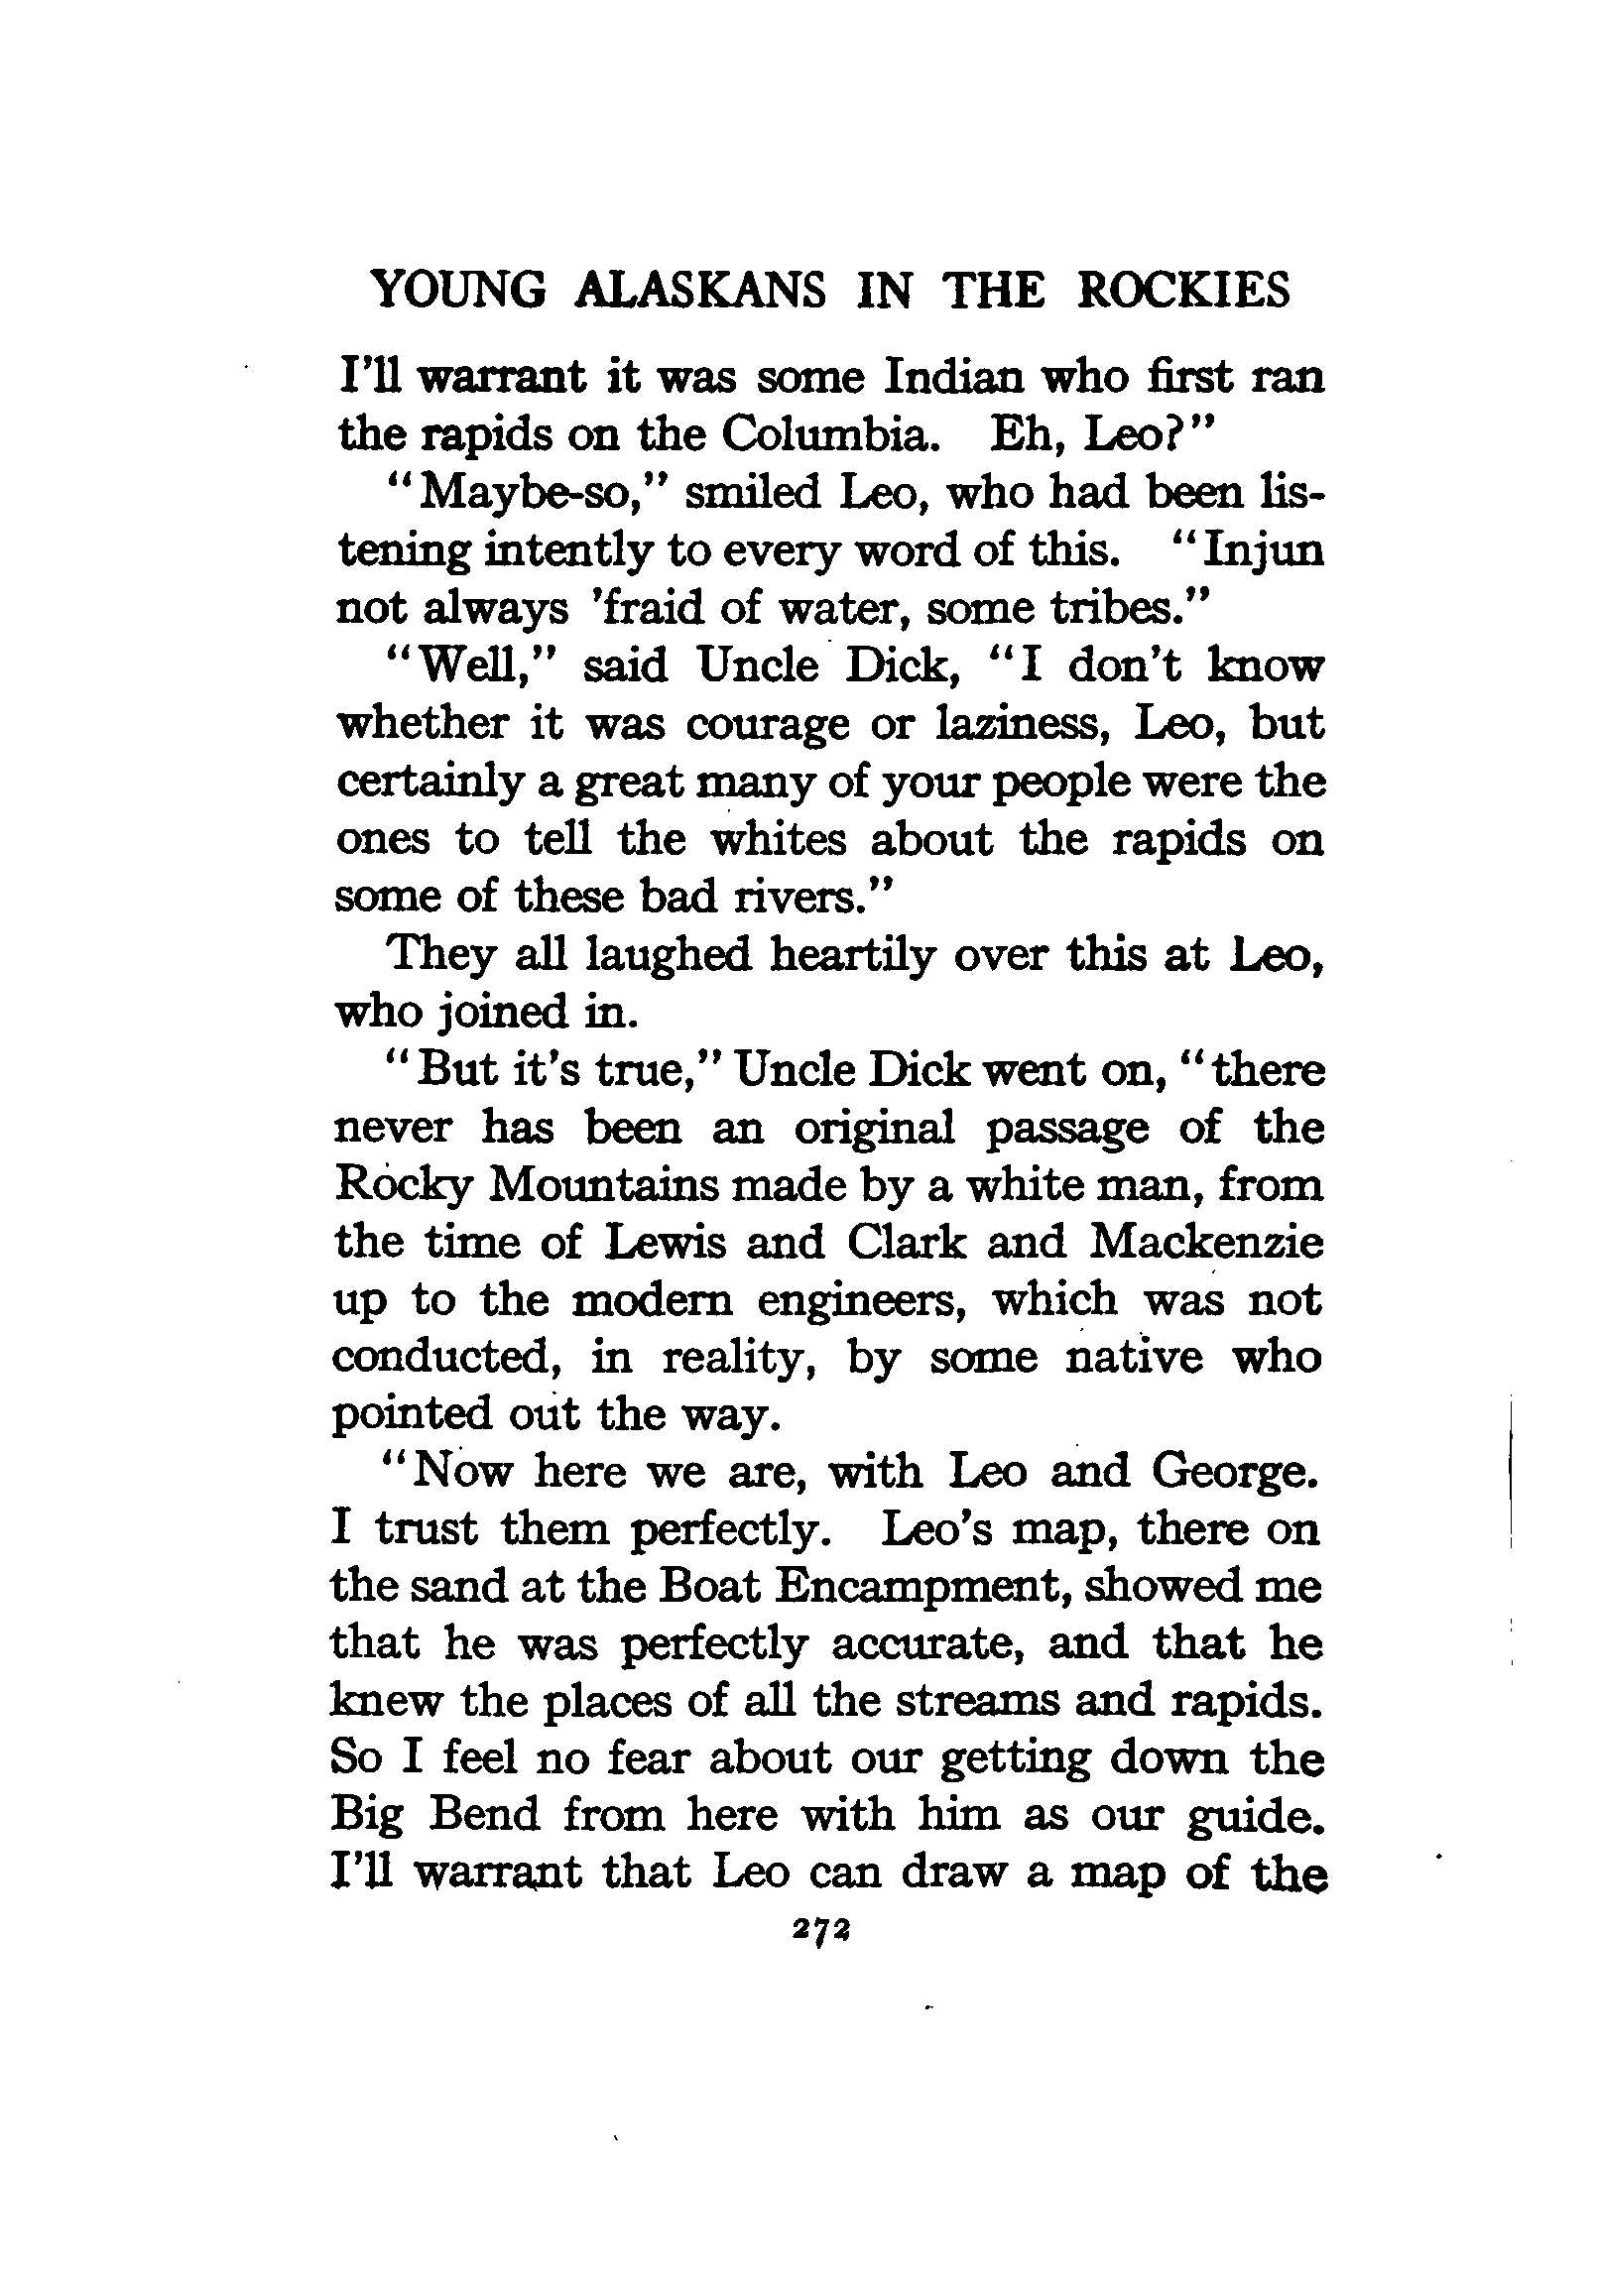 YOUNG ALASKANS IN THE ROCKIES
I'll warrant it was some Indian who first ran
the rapids on the Columbia. Eh, Leo?"
"Maybe-so," smiled Leo, who had been lis-
tening intently to every word of this. "Injun
not always 'fraid of water, some tribes."
"Well," said Uncle Dick, "I don't know
whether it was courage or laziness, Leo, but
certainly a great many of your people were the
ones to tell the whites about the rapids on
some of these bad rivers."
They all laughed heartily over this at Leo,
who joined in.
"But it's true," Uncle Dick went on, "there
never has been an original passage of the
Rocky Mountains made by a white man, from
the time of Lewis and Clark and Mackenzie
up to the modern engineers, which was not
conducted, in reality, by some native who
pointed out the way.
"Now here we are, with Leo and George.
I trust them perfectly. Leo's map, there on
the sand at the Boat Encampment, showed me
that he was perfectly accurate, and that he
knew the places of all the streams and rapids.
So I feel no fear about our getting down the
Big Bend from here with him as our guide.
I'll warrant that Leo can draw a map of the
272